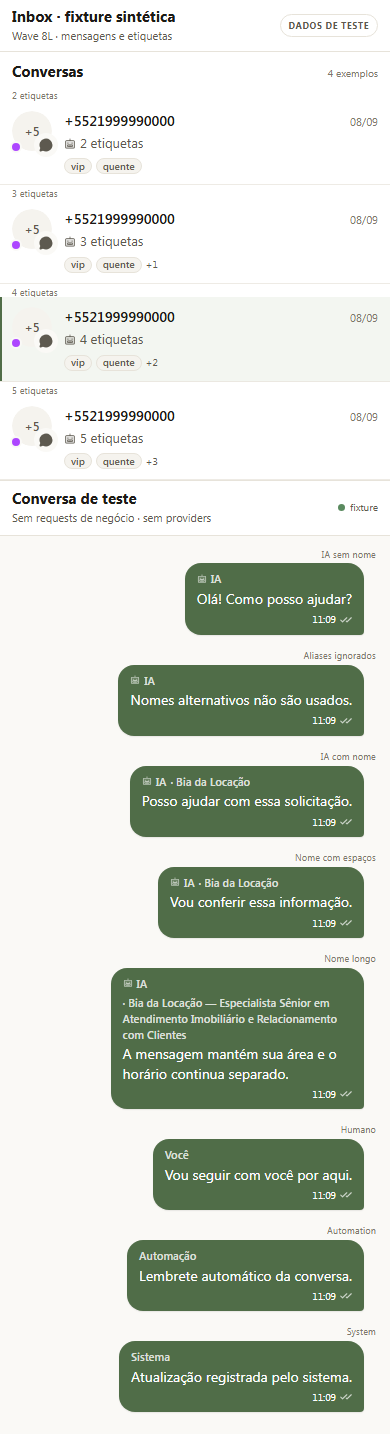 Inbox · fixture sintética
Wave 8L · mensagens e etiquetas
DADOS DE TESTE
Conversas
4 exemplos
2 etiquetas
+5
+5521999990000
08/09
2 etiquetas
vip quente
3 etiquetas
+5
+5521999990000
08/09
3 etiquetas
vip quente +1
4 etiquetas
+5
+5521999990000
08/09
4 etiquetas
vip quente +2
5 etiquetas
+5
+5521999990000
08/09
5 etiquetas
vip quente +3
Conversa de teste
Sem requests de negócio · sem providers
fixture
IA sem nome
IA
Olá! Como posso ajudar?
11:09
Aliases ignorados
IA
Nomes alternativos não são usados.
11:09
IA com nome
IA · Bia da Locação
Posso ajudar com essa solicitação.
11:09
Nome com espaços
IA · Bia da Locação
Vou conferir essa informação.
11:09
Nome longo
IA
· Bia da Locação — Especialista Sênior em
Atendimento Imobiliário e Relacionamento
com Clientes
A mensagem mantém sua área e o
horário continua separado.
11:09
Humano
Você
Vou seguir com você por aqui.
11:09
Automation
Automação
Lembrete automático da conversa.
11:09
System
Sistema
Atualização registrada pelo sistema.
11:09